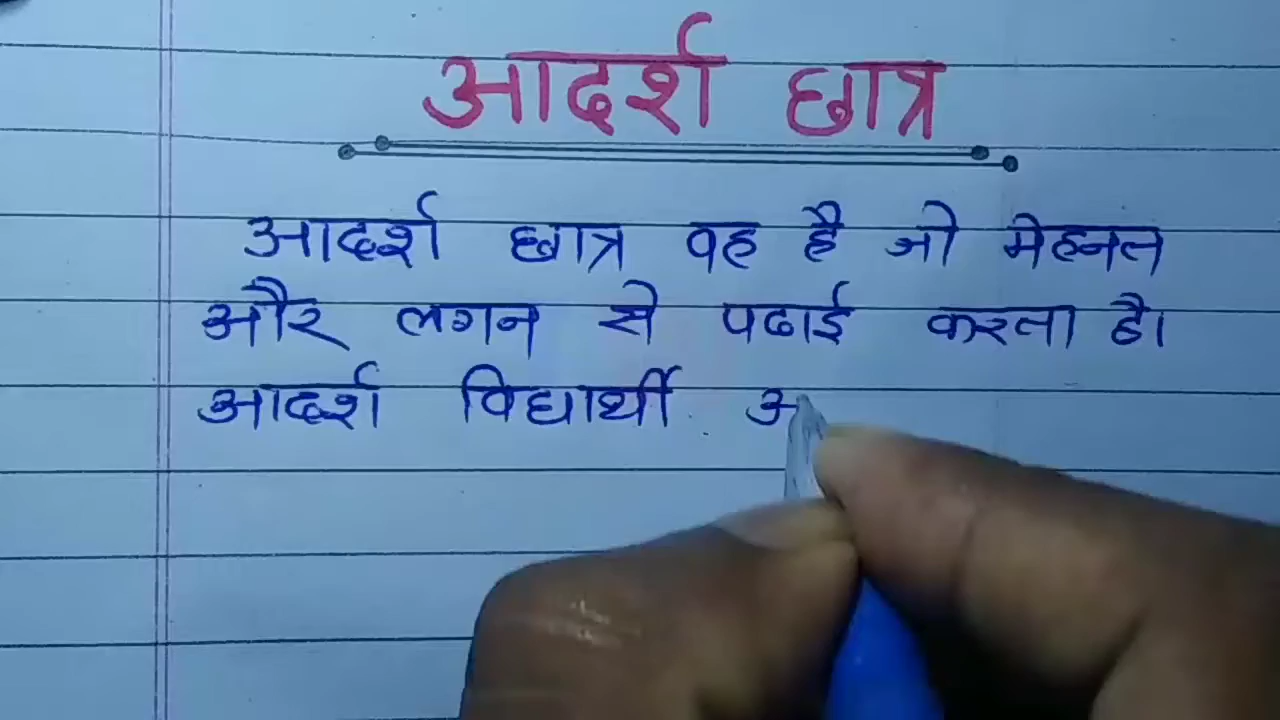 आदर्श छात्र
आदर्श छात्र वह है जो मेहनत
और लगन से पढाई करता है।
आदर्श विद्यार्थी